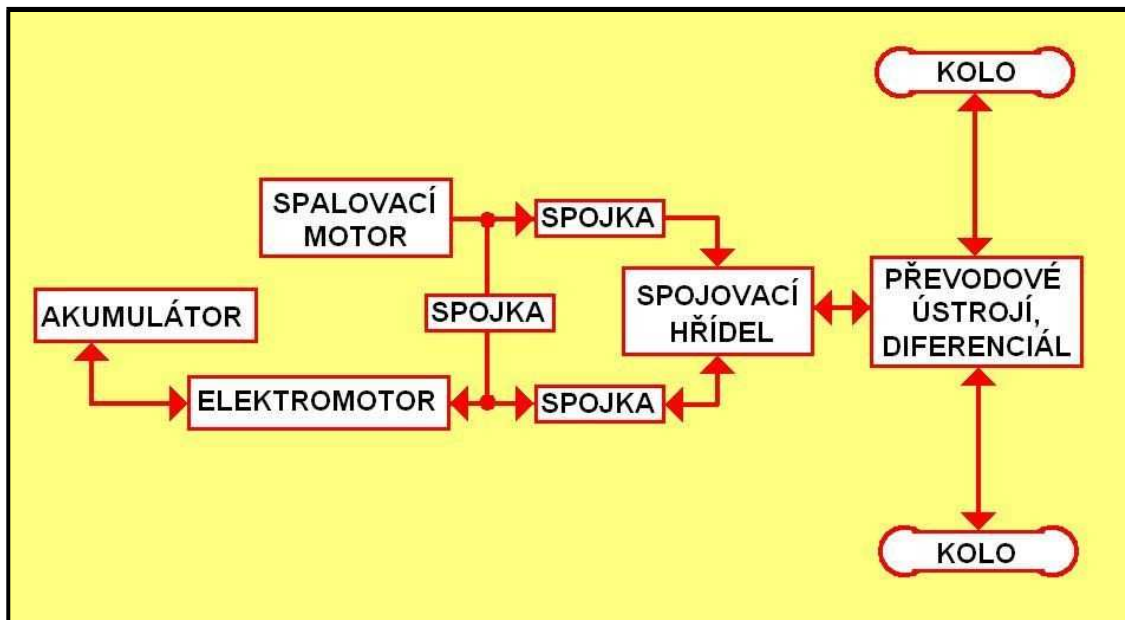 KOLO
SPALOVACÍ
MOTOR
SPOJKA
SPOJKA
AKUMULÁTOR
SPOJOVACÍ
HŘÍDEL
PŘEVODOVÉ
ÚSTROJÍ,
DIFERENCIÁL
ELEKTROMOTOR
SPOJKA
KOLO